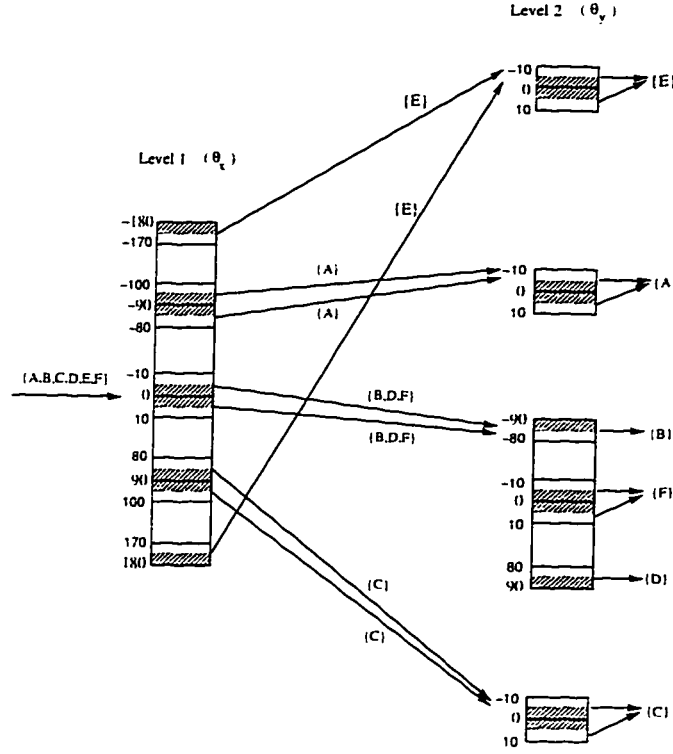 Level 2 (θy)
-10
0
10
{E}
{E}
Level 1 (θx)
{E}
-180
-170
-100
-90
-80
-10
0
10
80
90
100
170
180
{A}
{A}
-10
0
10
{A
{A,B,C,D,E,F}
{B,D,F}
{B,D,F}
-90
-80
-10
0
10
80
90
{B}
{F}
{D}
{C}
{C}
-10
0
10
{C}